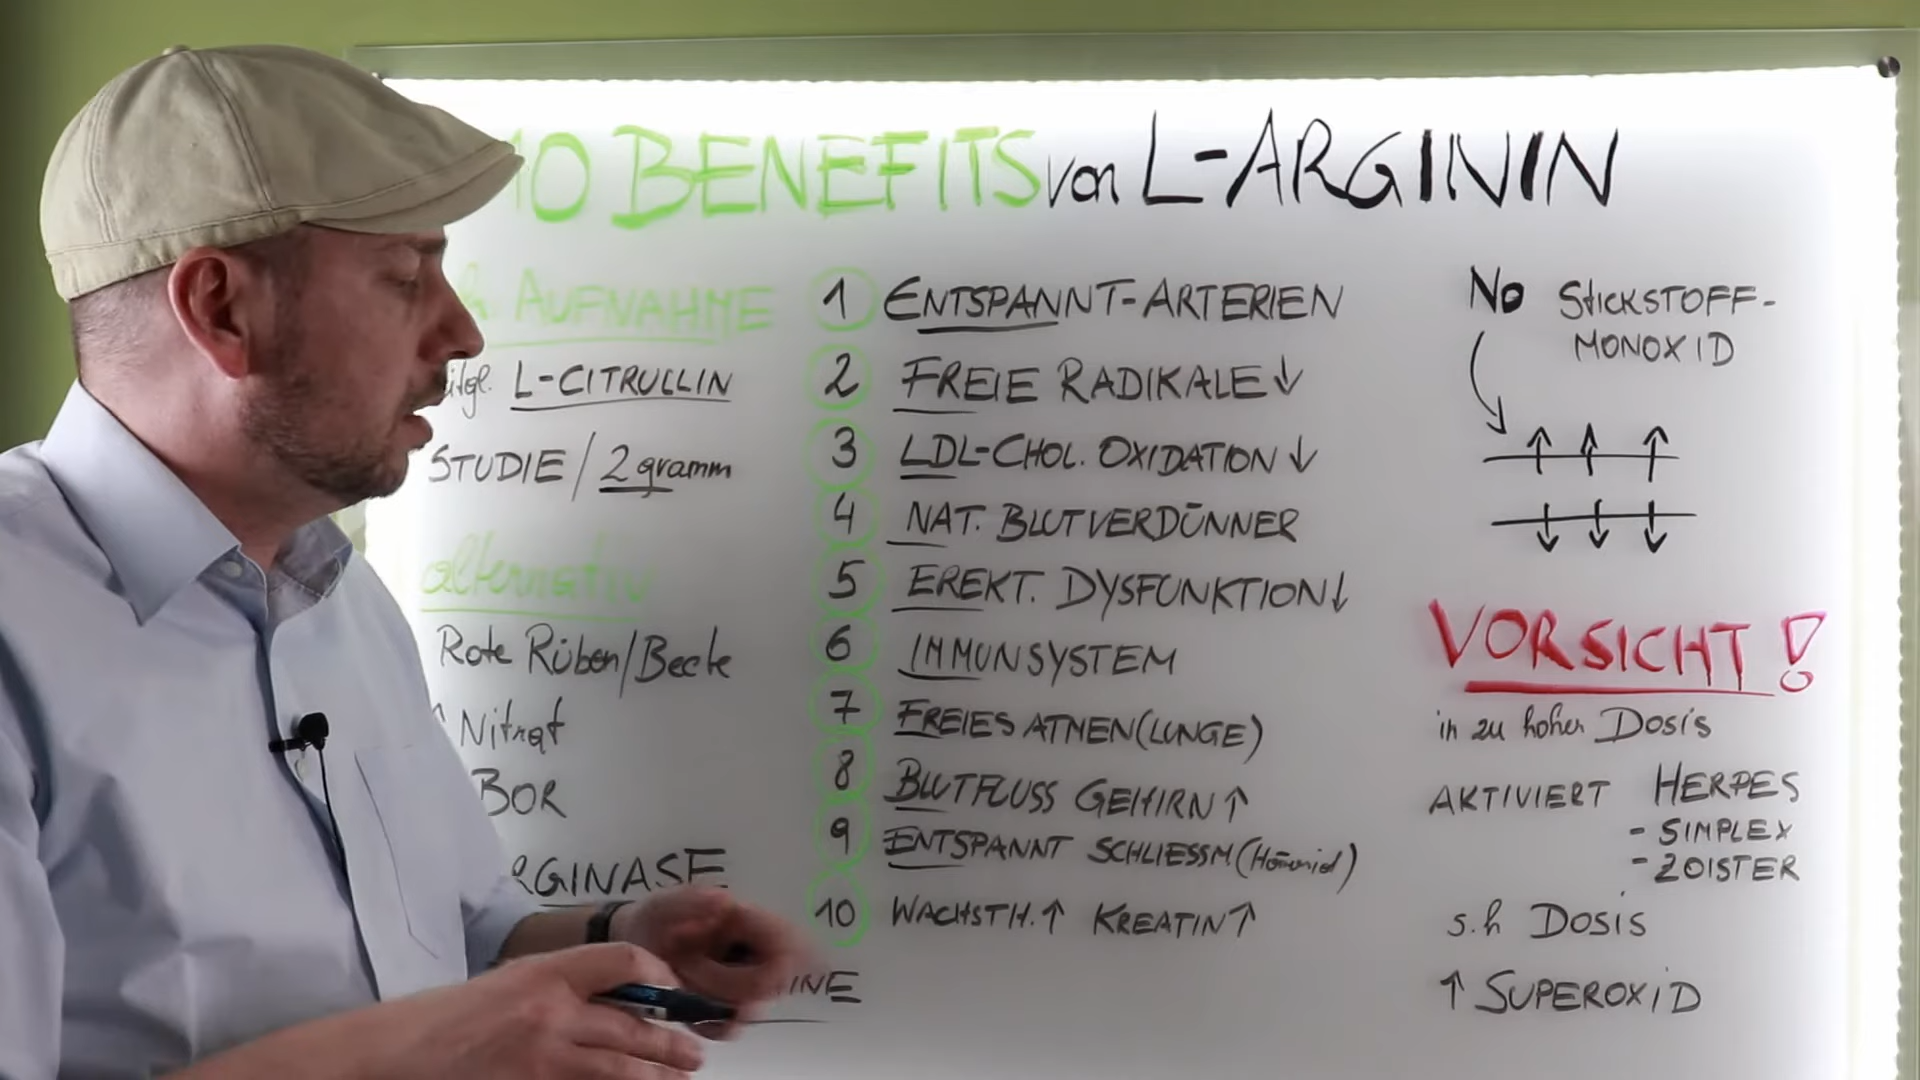 10 BENEFITS von L-ARGININ
AUFNAHME
L-CITRULLIN
STUDIE / 2 gramm
alternativ
Rote Rüben/Beete
↑ Nitrat
BOR
RGINASE
INE
1 ENTSPANNT-ARTERIEN
2 FREIE RADIKALE ↓
3 LDL-CHOL. OXIDATION ↓
4 NAT. BLUTVERDÜNNER
5 EREKT. DYSFUNKTION ↓
6 IMMUNSYSTEM
7 FREIES ATMEN (LUNGE)
8 BLUTFLUSS GEHIRN ↑
9 ENTSPANNT SCHLIESSM
10 WACHSTH. ↑ KREATIN ↑
NO STICKSTOFF-
MONOXID
VORSICHT!
in zu hoher Dosis
AKTIVIERT HERPES
- SIMPLEX
- ZOISTER
s.h Dosis
↑ SUPEROXID